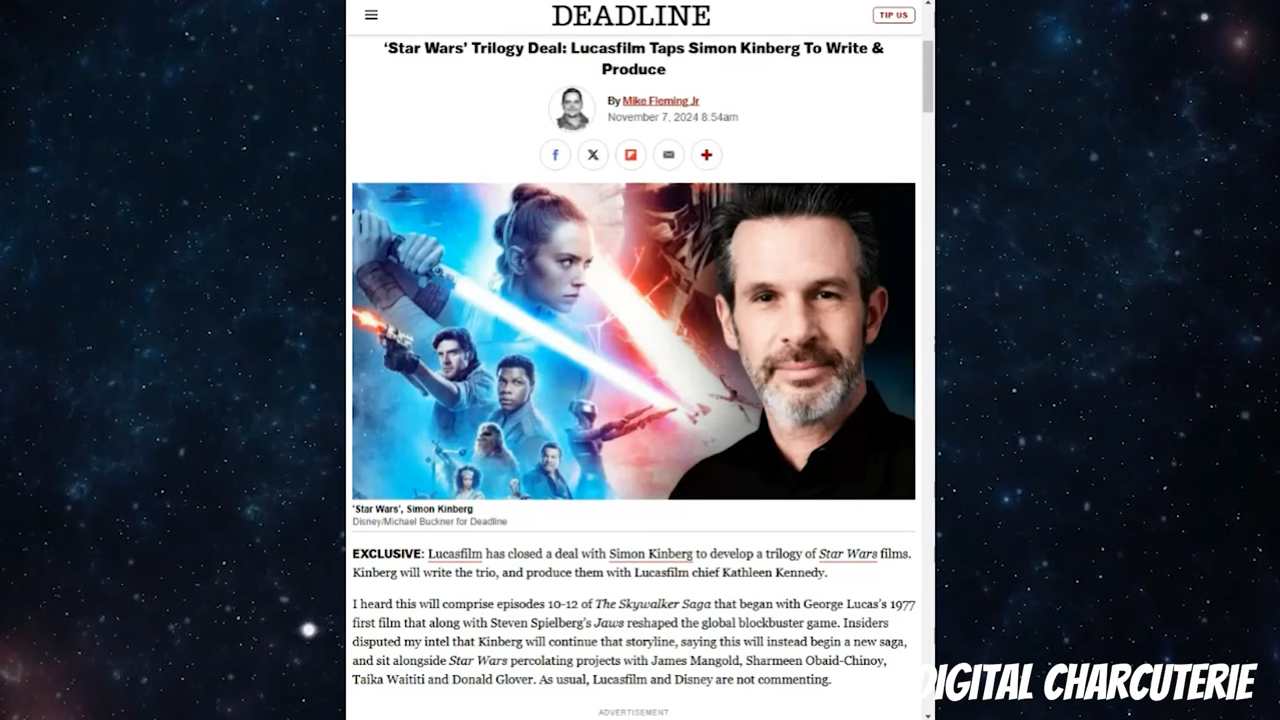 DEADLINE
TIP US
‘Star Wars’ Trilogy Deal: Lucasfilm Taps Simon Kinberg To Write &
Produce
By Mike Fleming Jr
November 7, 2024 8:54am
'Star Wars', Simon Kinberg
Disney/Michael Buckner for Deadline
EXCLUSIVE: Lucasfilm has closed a deal with Simon Kinberg to develop a trilogy of Star Wars films.
Kinberg will write the trio, and produce them with Lucasfilm chief Kathleen Kennedy.
I heard this will comprise episodes 10-12 of The Skywalker Saga that began with George Lucas's 1977
first film that along with Steven Spielberg's Jaws reshaped the global blockbuster game. Insiders
disputed my intel that Kinberg will continue that storyline, saying this will instead begin a new saga,
and sit alongside Star Wars percolating projects with James Mangold, Sharmeen Obaid-Chinoy,
Taika Waititi and Donald Glover. As usual, Lucasfilm and Disney are not commenting.
ADVERTISEMENT
DIGITAL CHARCUTERIE